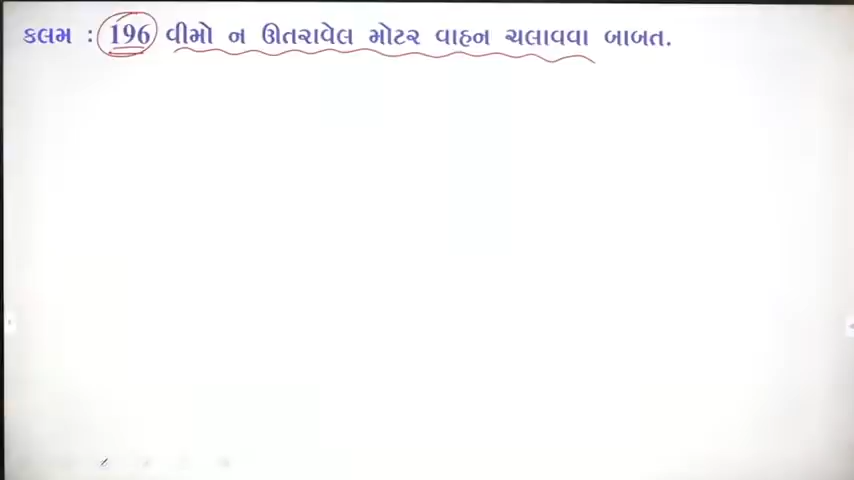 કલમ : 196 વીમો ન ઊતરાવેલ મોટર વાહન ચલાવવા બાબત.